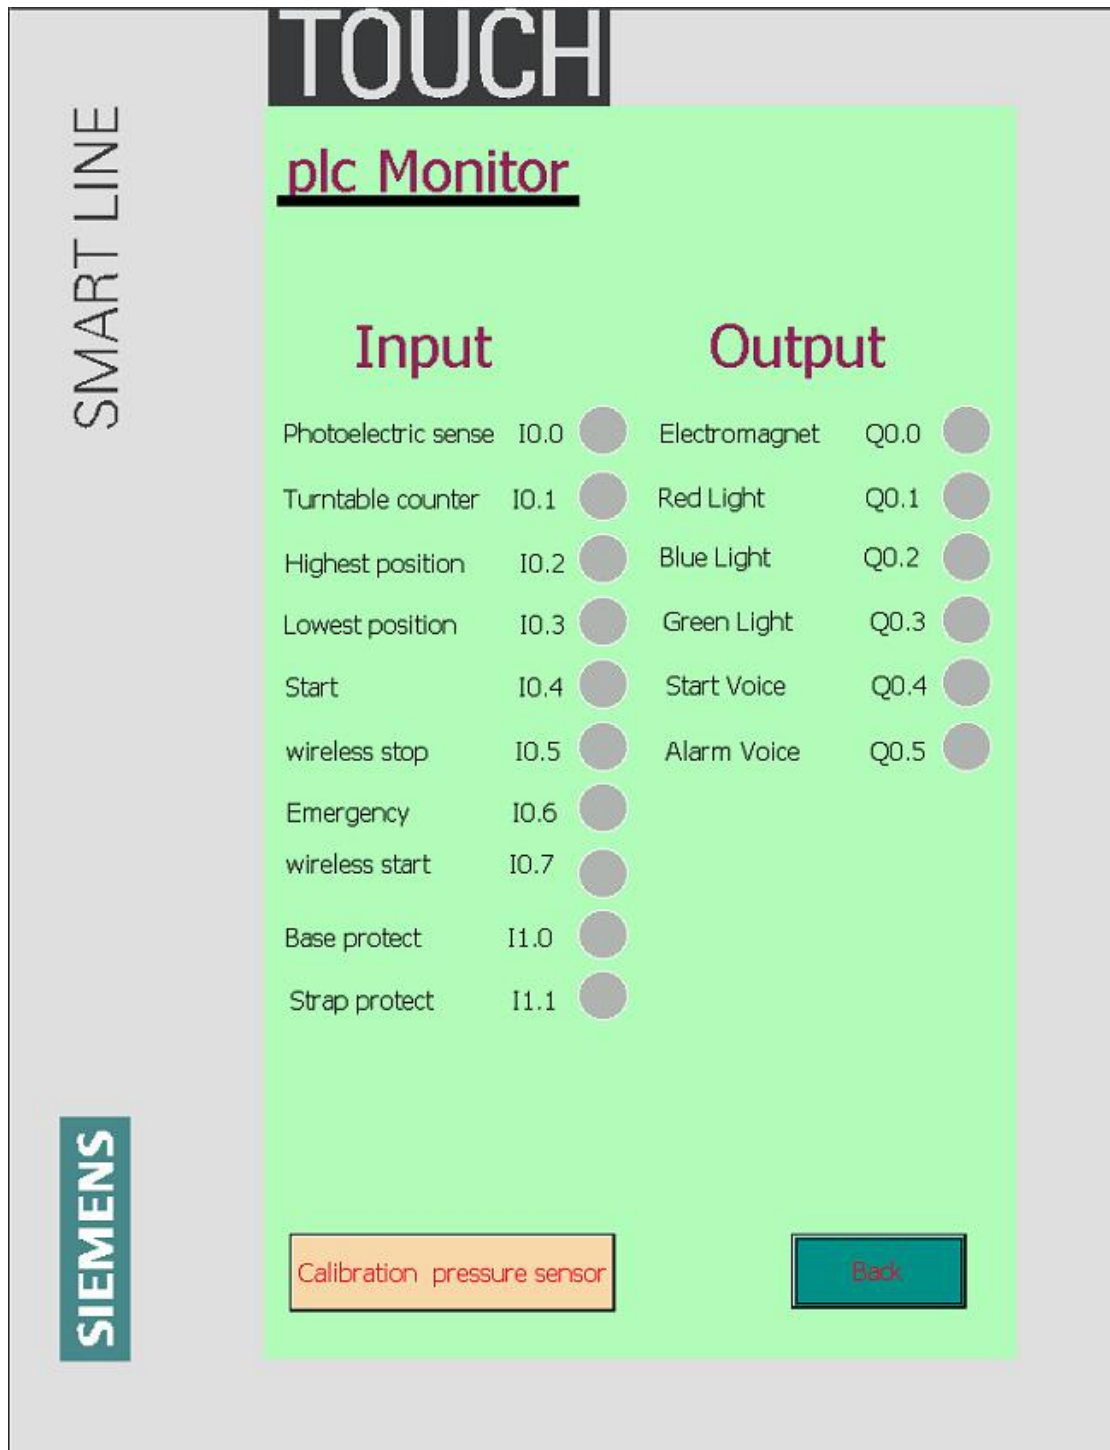 TOUCH
SMART LINE
plc Monitor
Input
Photoelectric sense I0.0
Turntable counter I0.1
Highest position I0.2
Lowest position I0.3
Start I0.4
wireless stop I0.5
Emergency I0.6
wireless start I0.7
Base protect I1.0
Strap protect I1.1
Output
Electromagnet Q0.0
Red Light Q0.1
Blue Light Q0.2
Green Light Q0.3
Start Voice Q0.4
Alarm Voice Q0.5
Calibration pressure sensor
Back
SIEMENS